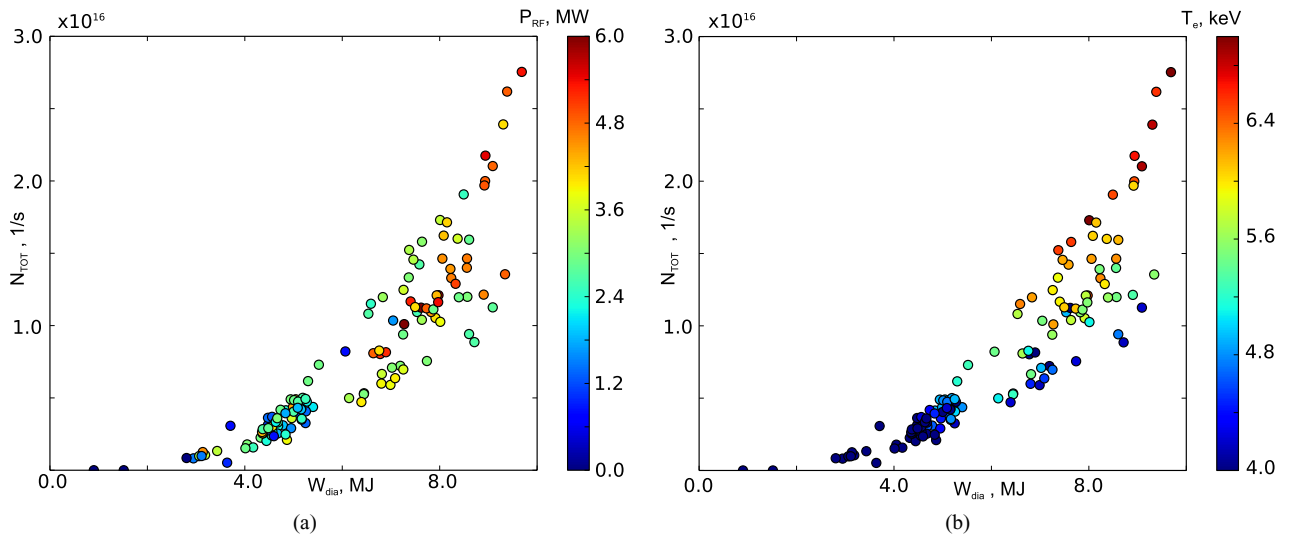 x10¹⁶
P_RF, MW
3.0
2.0
1.0
0.0
4.0
8.0
N_TOT , 1/s
W_dia, MJ
6.0
4.8
3.6
2.4
1.2
0.0
(a)
x10¹⁶
T_e, keV
3.0
2.0
1.0
0.0
0.0
4.0
8.0
N_TOT , 1/s
W_dia , MJ
6.4
5.6
4.8
4.0
(b)